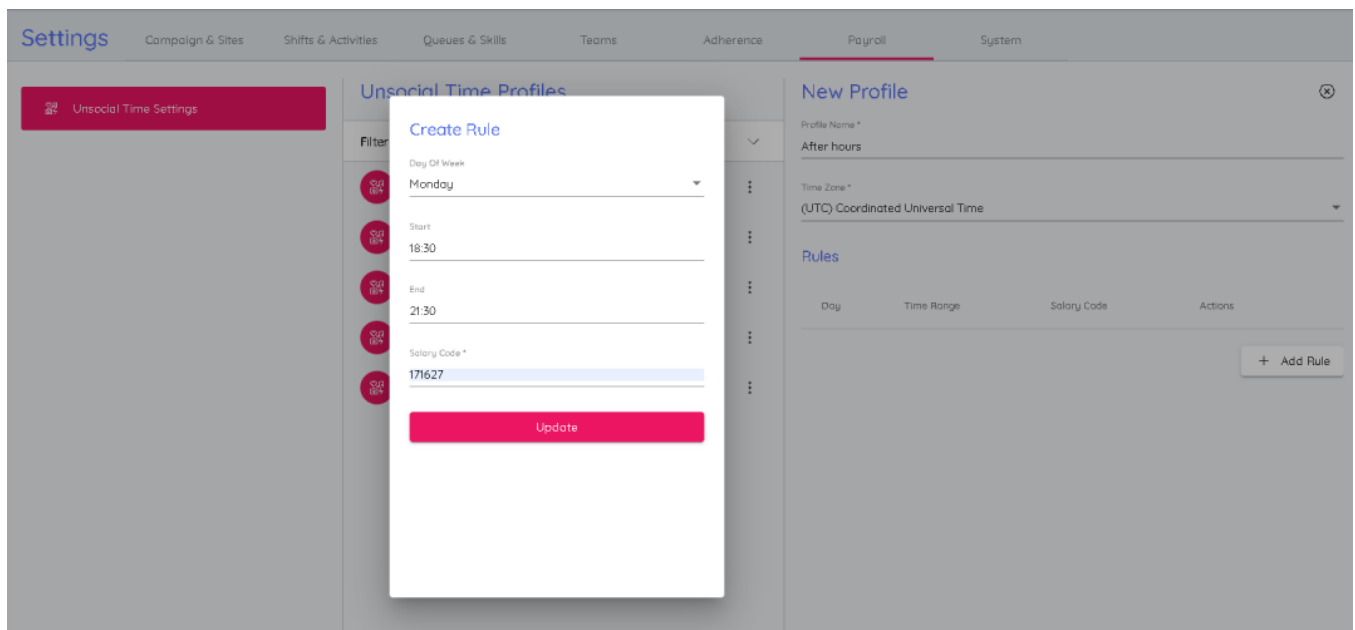 Settings
Campaign & Sites
Shifts & Activities
Queues & Skills
Teams
Adherence
Payroll
System
Unsocial Time Settings
Unsocial Time Profiles
Filter
Create Rule
Day Of Week
Monday
Start
18:30
End
21:30
Salary Code *
171627
Update
New Profile
Profile Name *
After hours
Time Zone *
(UTC) Coordinated Universal Time
Rules
Day Time Range Salary Code Actions
+ Add Rule